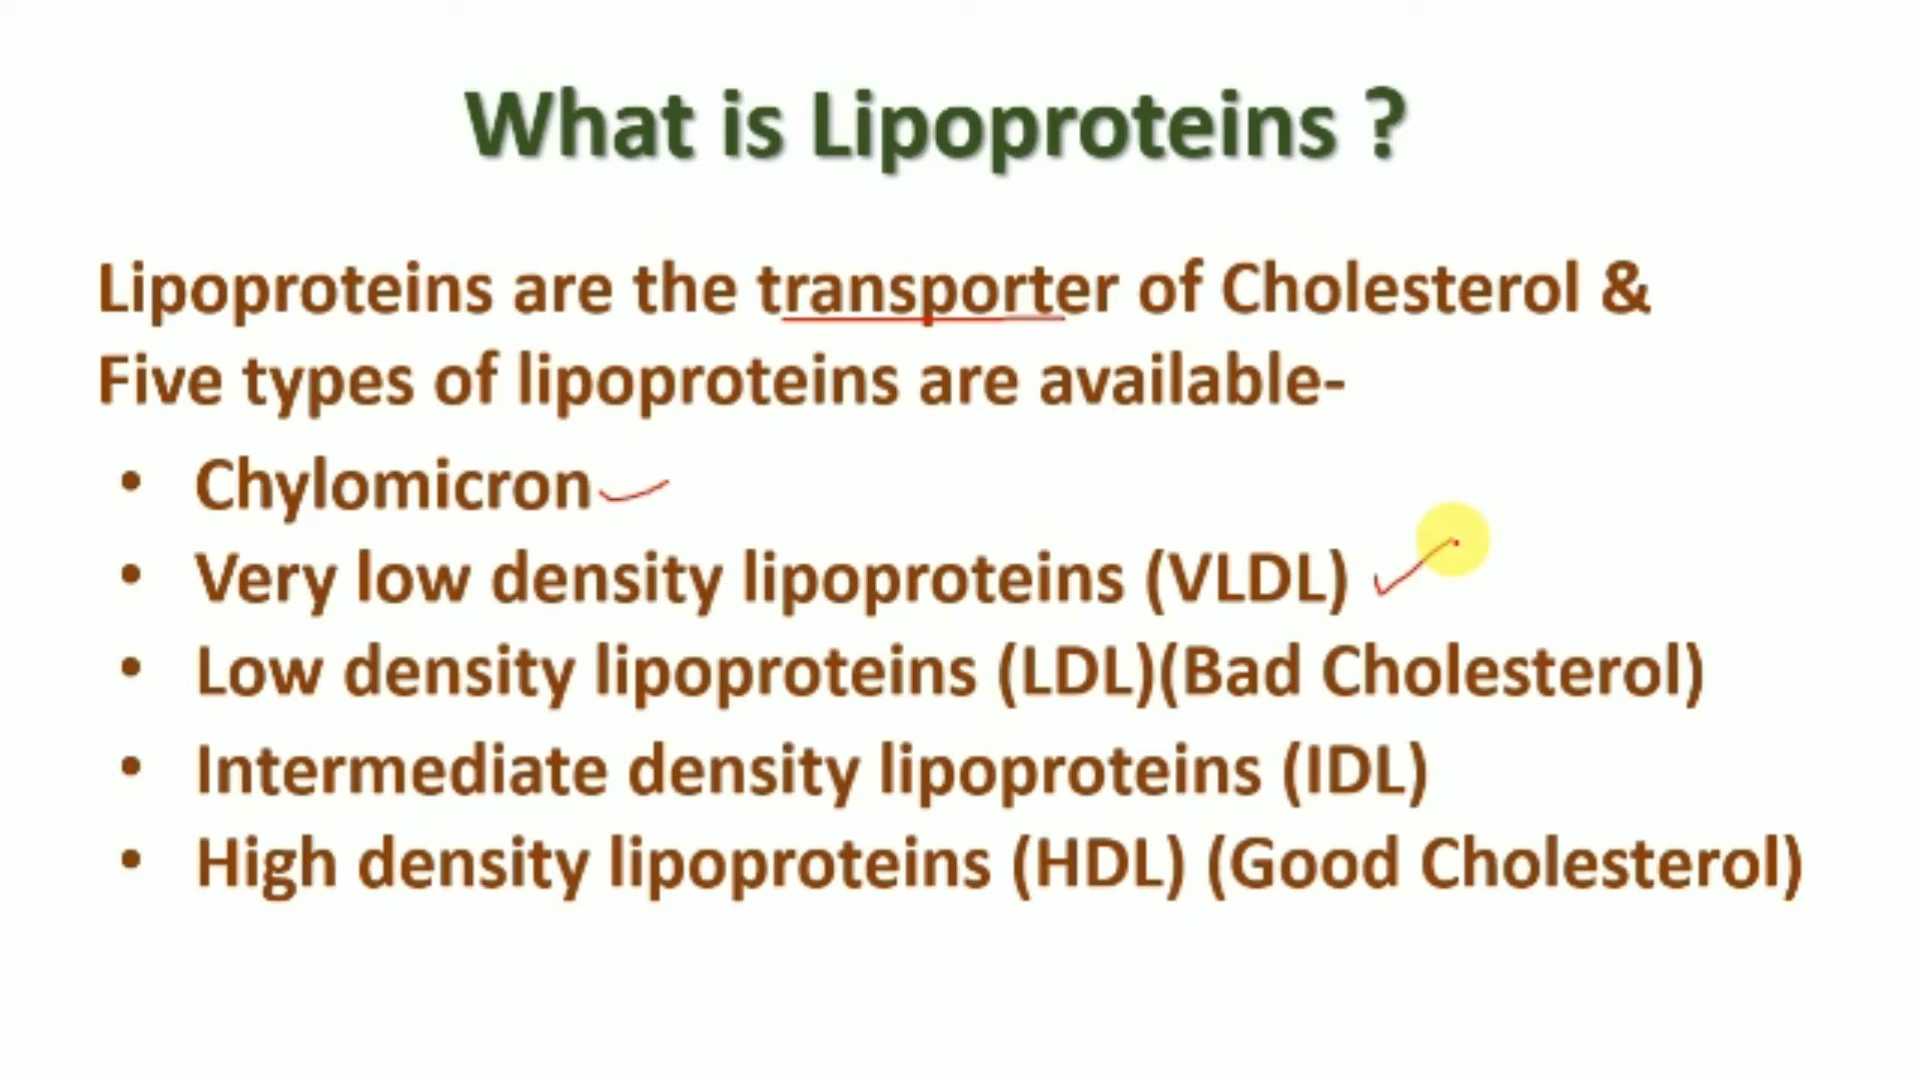 What is Lipoproteins ?
Lipoproteins are the transporter of Cholesterol &
Five types of lipoproteins are available-
• Chylomicron
• Very low density lipoproteins (VLDL)
• Low density lipoproteins (LDL)(Bad Cholesterol)
• Intermediate density lipoproteins (IDL)
• High density lipoproteins (HDL) (Good Cholesterol)